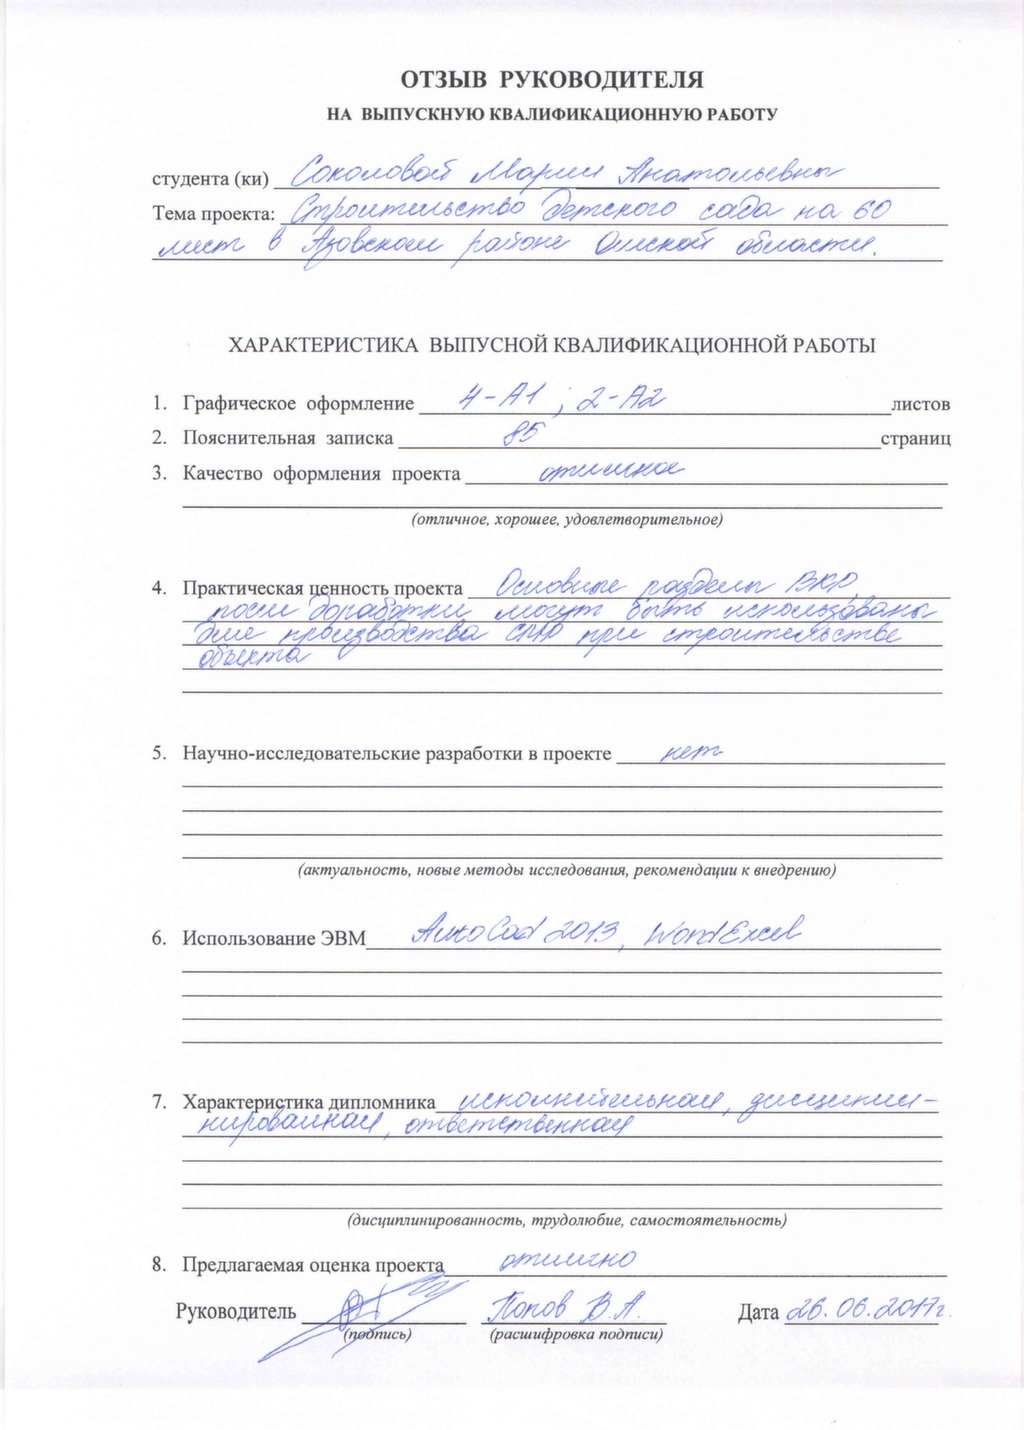 ОТЗЫВ РУКОВОДИТЕЛЯ
НА ВЫПУСКНУЮ КВАЛИФИКАЦИОННУЮ РАБОТУ
студента (ки) Соколовой Марии Анатольевны
Тема проекта: Строительство детского сада на 60
мест в Азовском районе Омской области.
ХАРАКТЕРИСТИКА ВЫПУСНОЙ КВАЛИФИКАЦИОННОЙ РАБОТЫ
1. Графическое оформление 4-А1 ; 2-А2 листов
2. Пояснительная записка 85 страниц
3. Качество оформления проекта отличное
(отличное, хорошее, удовлетворительное)
4. Практическая ценность проекта Основные разделы ВКР,
после доработки, могут быть использованы
для производства СМР при строительстве
объекта
5. Научно-исследовательские разработки в проекте нет
(актуальность, новые методы исследования, рекомендации к внедрению)
6. Использование ЭВМ AutoCad 2013, Word Excel
7. Характеристика дипломника исполнительная, дисципли-
нированная, ответственная
(дисциплинированность, трудолюбие, самостоятельность)
8. Предлагаемая оценка проекта отлично
Руководитель Попов В.А. Дата 26.06.2017г.
(подпись) (расшифровка подписи)